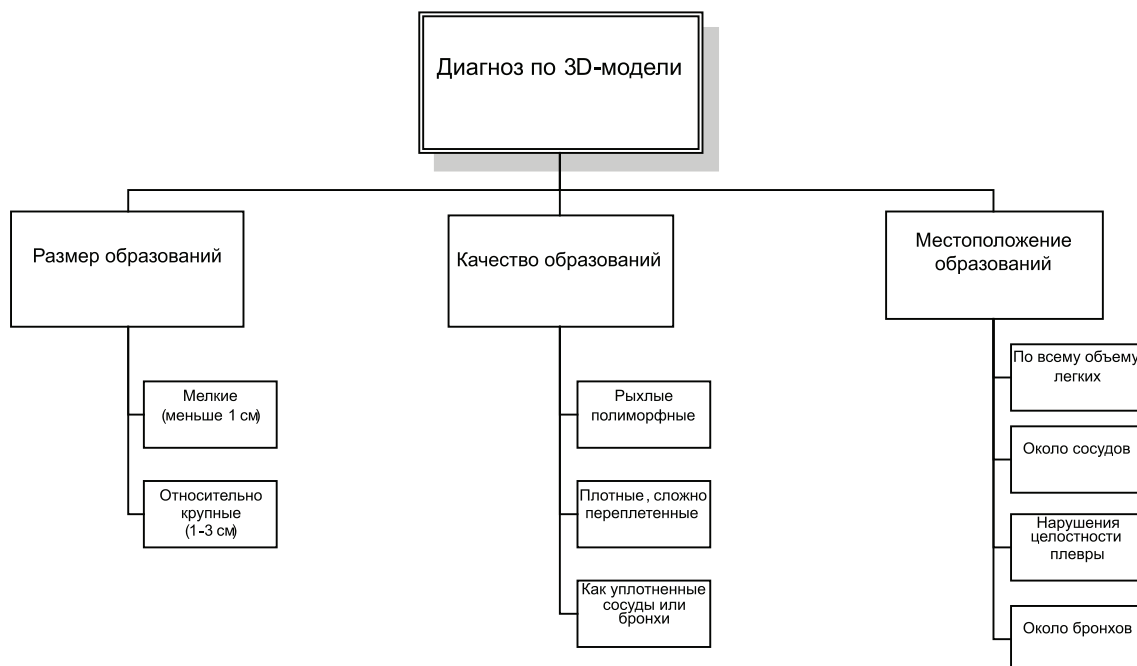 Диагноз по 3D-модели
Размер образований
Мелкие
(меньше 1 см)
Относительно
крупные
(1-3 см)
Качество образований
Рыхлые
полиморфные
Плотные, сложно
переплетенные
Как уплотненные
сосуды или
бронхи
Местоположение
образований
По всему объему
легких
Около сосудов
Нарушения
целостности
плевры
Около бронхов